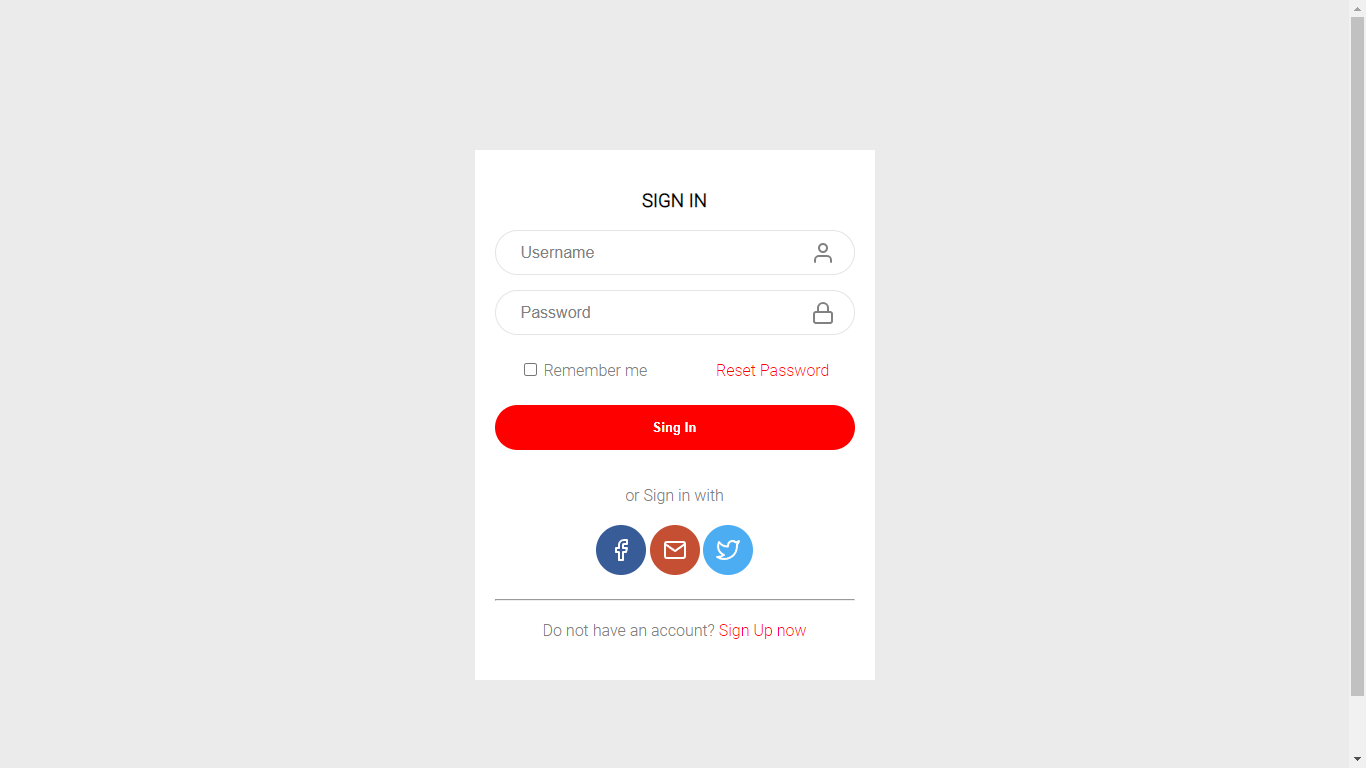 SIGN IN
Username
Password
Remember me Reset Password
Sing In
or Sign in with
Do not have an account? Sign Up now